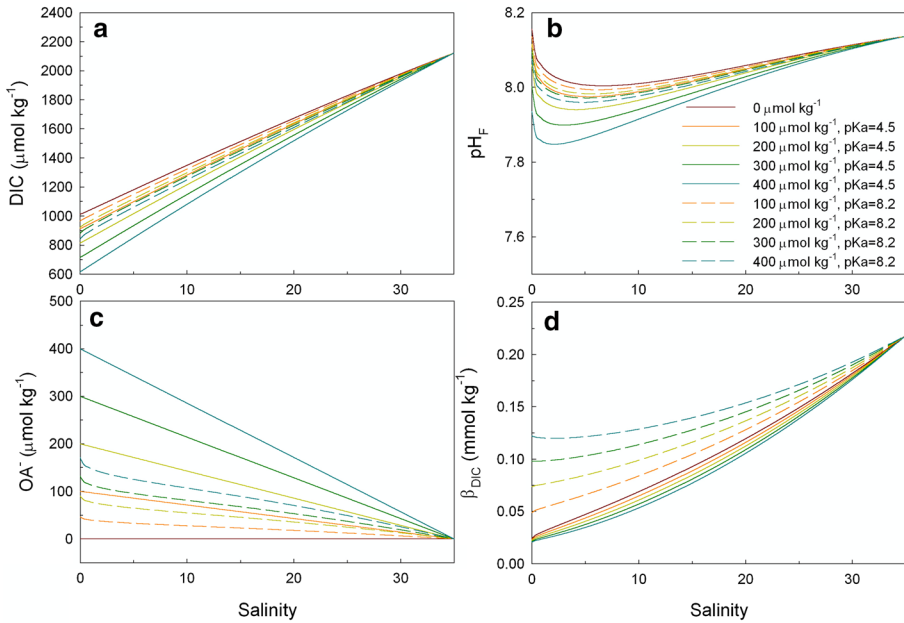 a
2400
2200
2000
1800
1600
1400
1200
1000
800
600
DIC (μmol kg⁻¹)
0
10
20
30
b
8.2
8.0
7.8
7.6
pH_F
0
10
20
30
0 μmol kg⁻¹
100 μmol kg⁻¹, pKa=4.5
200 μmol kg⁻¹, pKa=4.5
300 μmol kg⁻¹, pKa=4.5
400 μmol kg⁻¹, pKa=4.5
100 μmol kg⁻¹, pKa=8.2
200 μmol kg⁻¹, pKa=8.2
300 μmol kg⁻¹, pKa=8.2
400 μmol kg⁻¹, pKa=8.2
c
500
400
300
200
100
0
OA⁻ (μmol kg⁻¹)
0
10
20
30
Salinity
d
0.25
0.20
0.15
0.10
0.05
0.00
β_DIC (mmol kg⁻¹)
0
10
20
30
Salinity